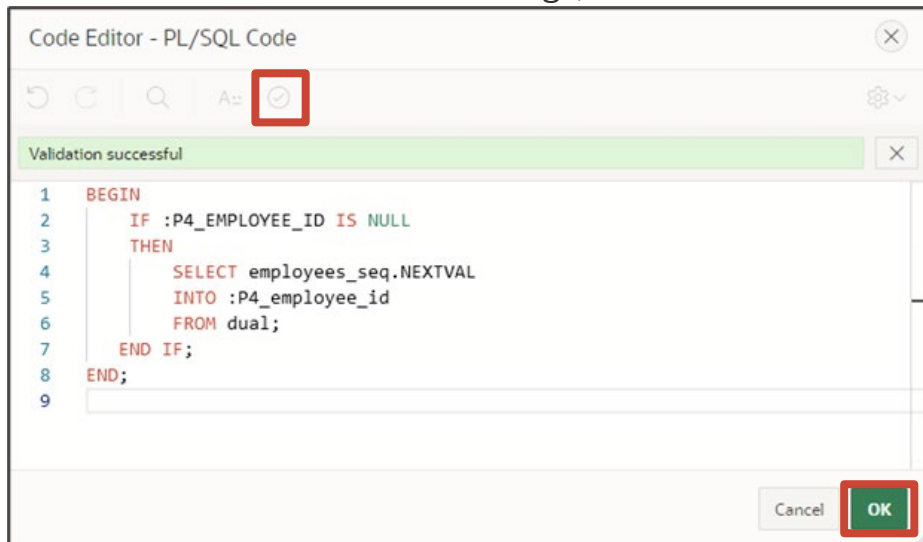 Code Editor - PL/SQL Code
A
Validation successful
1 BEGIN
2 IF :P4_EMPLOYEE_ID IS NULL
3 THEN
4 SELECT employees_seq.NEXTVAL
5 INTO :P4_employee_id
6 FROM dual;
7 END IF;
8 END;
9
Cancel OK